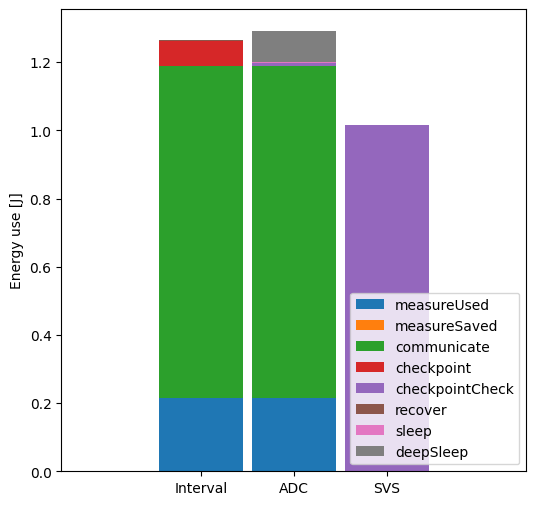 Energy use [J]
1.2
1.0
0.8
0.6
0.4
0.2
0.0
measureUsed
measureSaved
communicate
checkpoint
checkpointCheck
recover
sleep
deepSleep
Interval
ADC
SVS